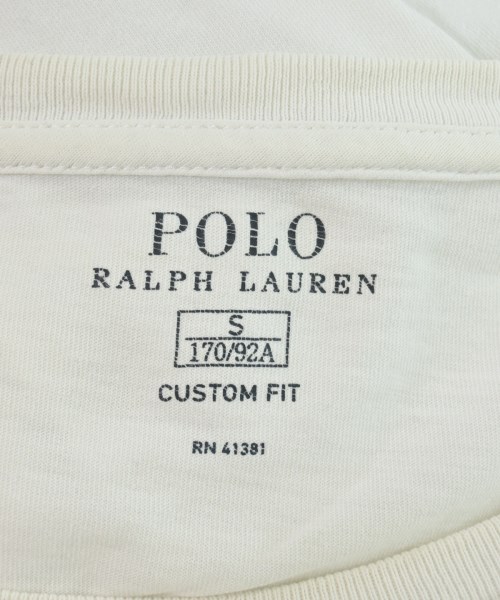 POLO
RALPH LAUREN
S
170/92A
CUSTOM FIT
RN 41381